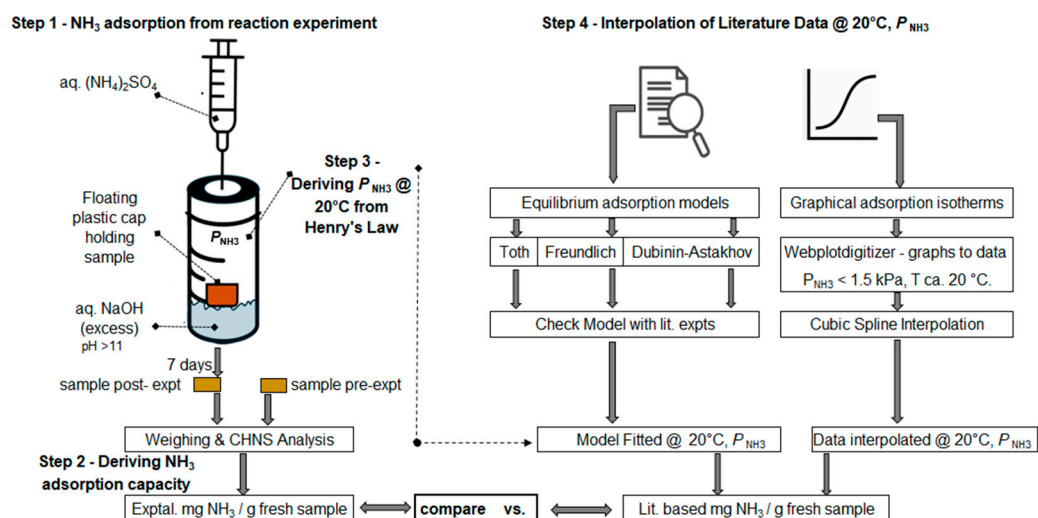 Step 1 - NH3 adsorption from reaction experiment
aq. (NH4)2SO4
Floating
plastic cap
holding
sample
PNH3
aq. NaOH
(excess)
pH >11
7 days
sample post- expt
sample pre-expt
Weighing & CHNS Analysis
Step 2 - Deriving NH3
adsorption capacity
Exptal. mg NH3 / g fresh sample
Step 3 -
Deriving PNH3 @
20°C from
Henry's Law
compare vs.
Step 4 - Interpolation of Literature Data @ 20°C, PNH3
Equilibrium adsorption models
Toth
Freundlich
Dubinin-Astakhov
Check Model with lit. expts
Model Fitted @ 20°C, PNH3
Graphical adsorption isotherms
Webplotdigitizer - graphs to data
PNH3 < 1.5 kPa, T ca. 20 °C.
Cubic Spline Interpolation
Data interpolated @ 20°C, PNH3
Lit. based mg NH3 / g fresh sample